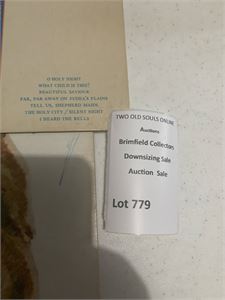 O HOLY NIGHT
WHAT CHILD IS THIS?
BEAUTIFUL SAVIOUR
FAR, FAR AWAY ON JUDEA'S PLAINS
TELL US, SHEPHERD MAIDS,
THE HOLY CITY / SILENT NIGHT
I HEARD THE BELLS
TWO OLD SOULS ONLINE
Auctions
Brimfield Collectors
Downsizing Sale
Auction Sale
Lot 779